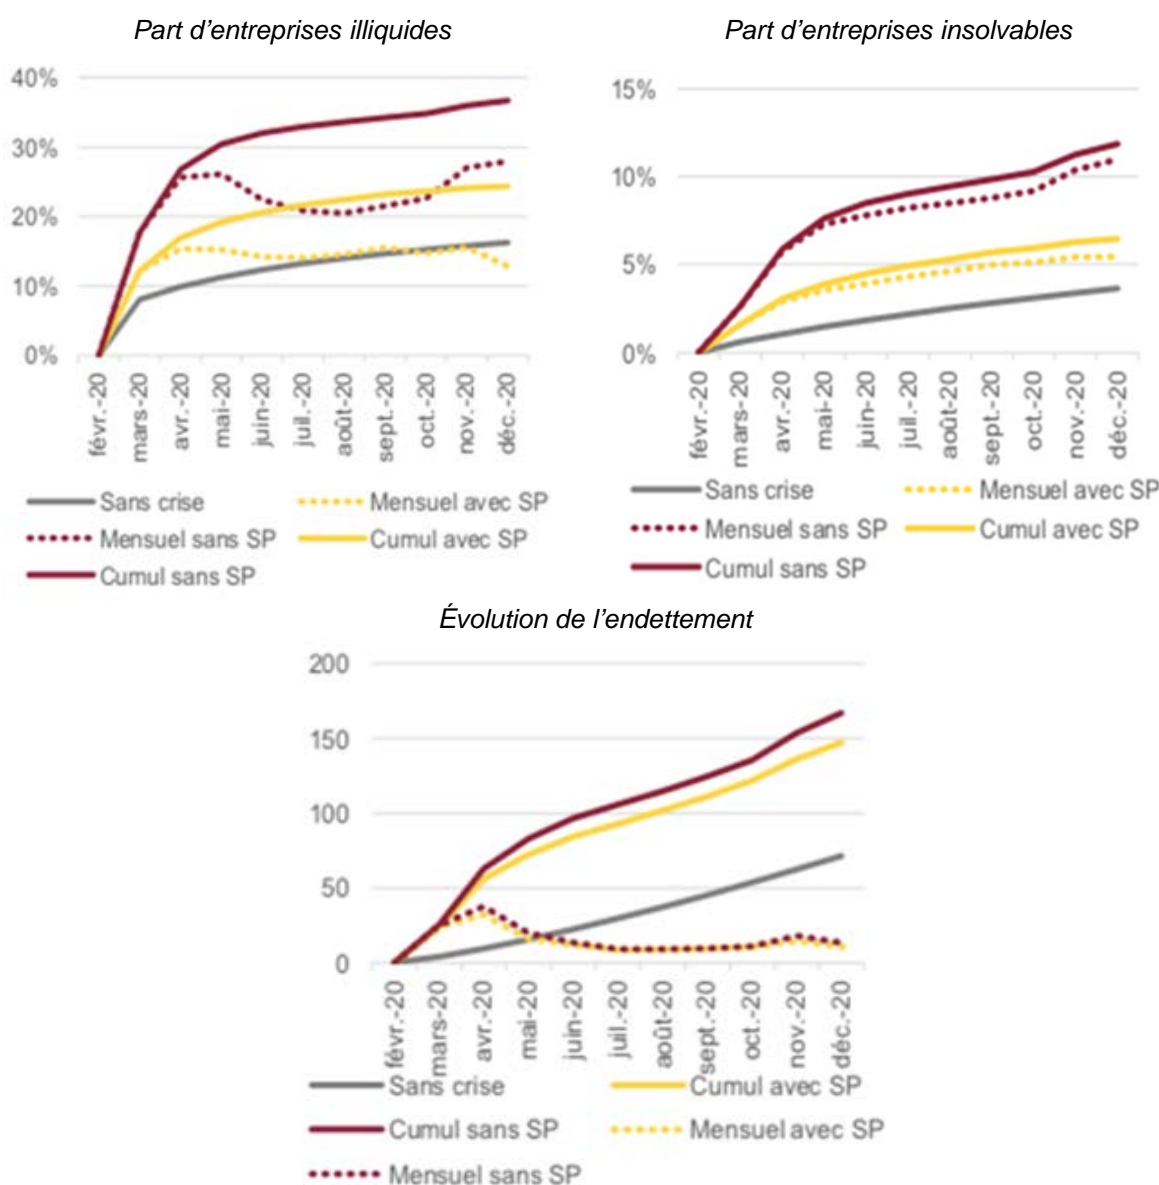 Part d'entreprises illiquides
40%
30%
20%
10%
0%
févr.-20
mars-20
avr.-20
mai-20
juin-20
juil.-20
août-20
sept.-20
oct.-20
nov.-20
déc.-20
Sans crise
Mensuel avec SP
Mensuel sans SP
Cumul avec SP
Cumul sans SP
Part d'entreprises insolvables
15%
10%
5%
0%
févr.-20
mars-20
avr.-20
mai-20
juin-20
juil.-20
août-20
sept.-20
oct.-20
nov.-20
déc.-20
Sans crise
Mensuel avec SP
Mensuel sans SP
Cumul avec SP
Cumul sans SP
Évolution de l'endettement
200
150
100
50
0
févr.-20
mars-20
avr.-20
mai-20
juin-20
juil.-20
août-20
sept.-20
oct.-20
nov.-20
déc.-20
Sans crise
Cumul avec SP
Cumul sans SP
Mensuel avec SP
Mensuel sans SP